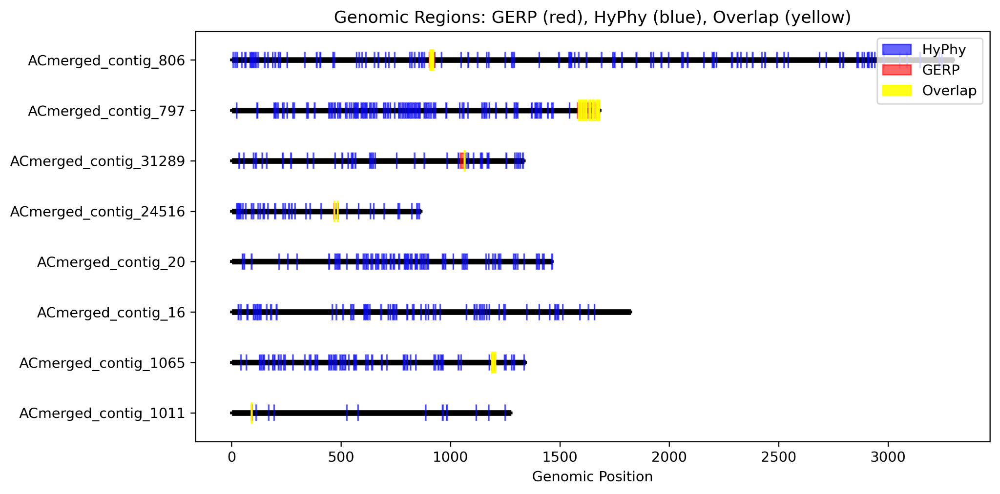 Genomic Regions: GERP (red), HyPhy (blue), Overlap (yellow)
HyPhy
GERP
Overlap
ACmerged_contig_806
ACmerged_contig_797
ACmerged_contig_31289
ACmerged_contig_24516
ACmerged_contig_20
ACmerged_contig_16
ACmerged_contig_1065
ACmerged_contig_1011
0 500 1000 1500 2000 2500 3000
Genomic Position